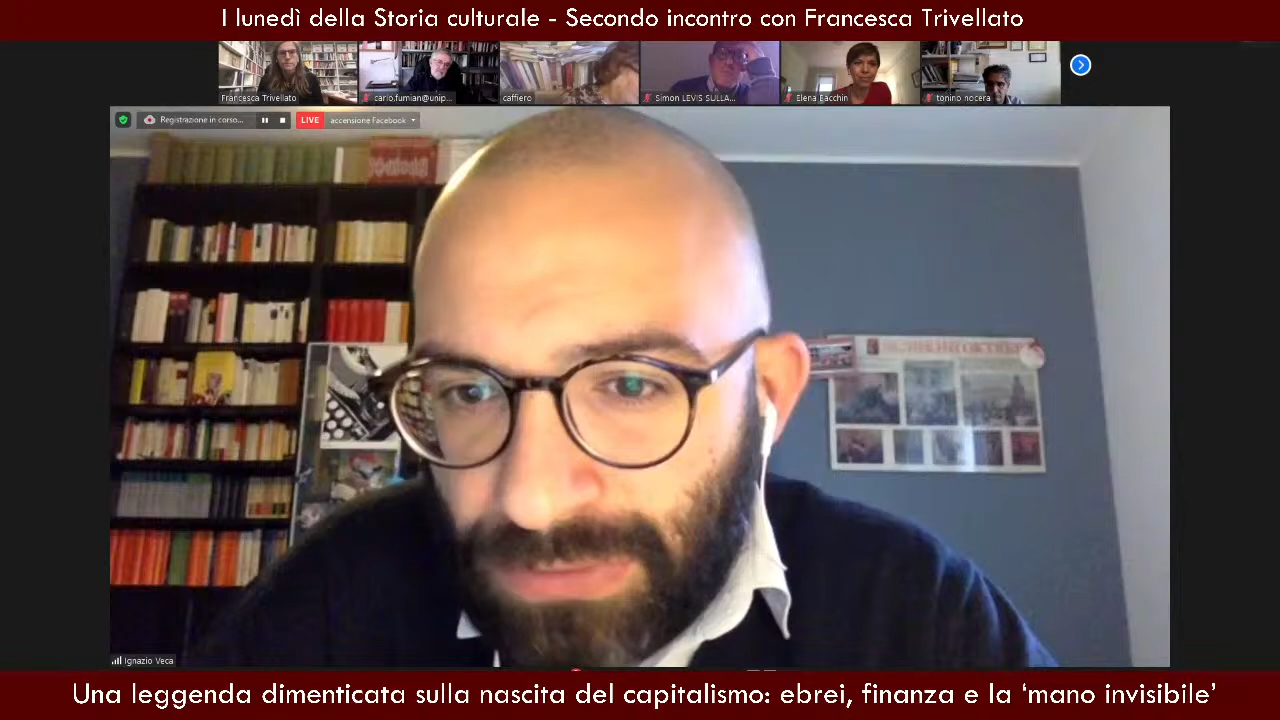 I lunedì della Storia culturale - Secondo incontro con Francesca Trivellato
Francesca Trivellato
carlo.fumian@unip...
caffiero
Simon LEVIS SULLA...
Elena Bacchin
tonino nocera
Registrazione in corso...
LIVE
accensione Facebook
Ignazio Veca
Una leggenda dimenticata sulla nascita del capitalismo: ebrei, finanza e la ‘mano invisibile’